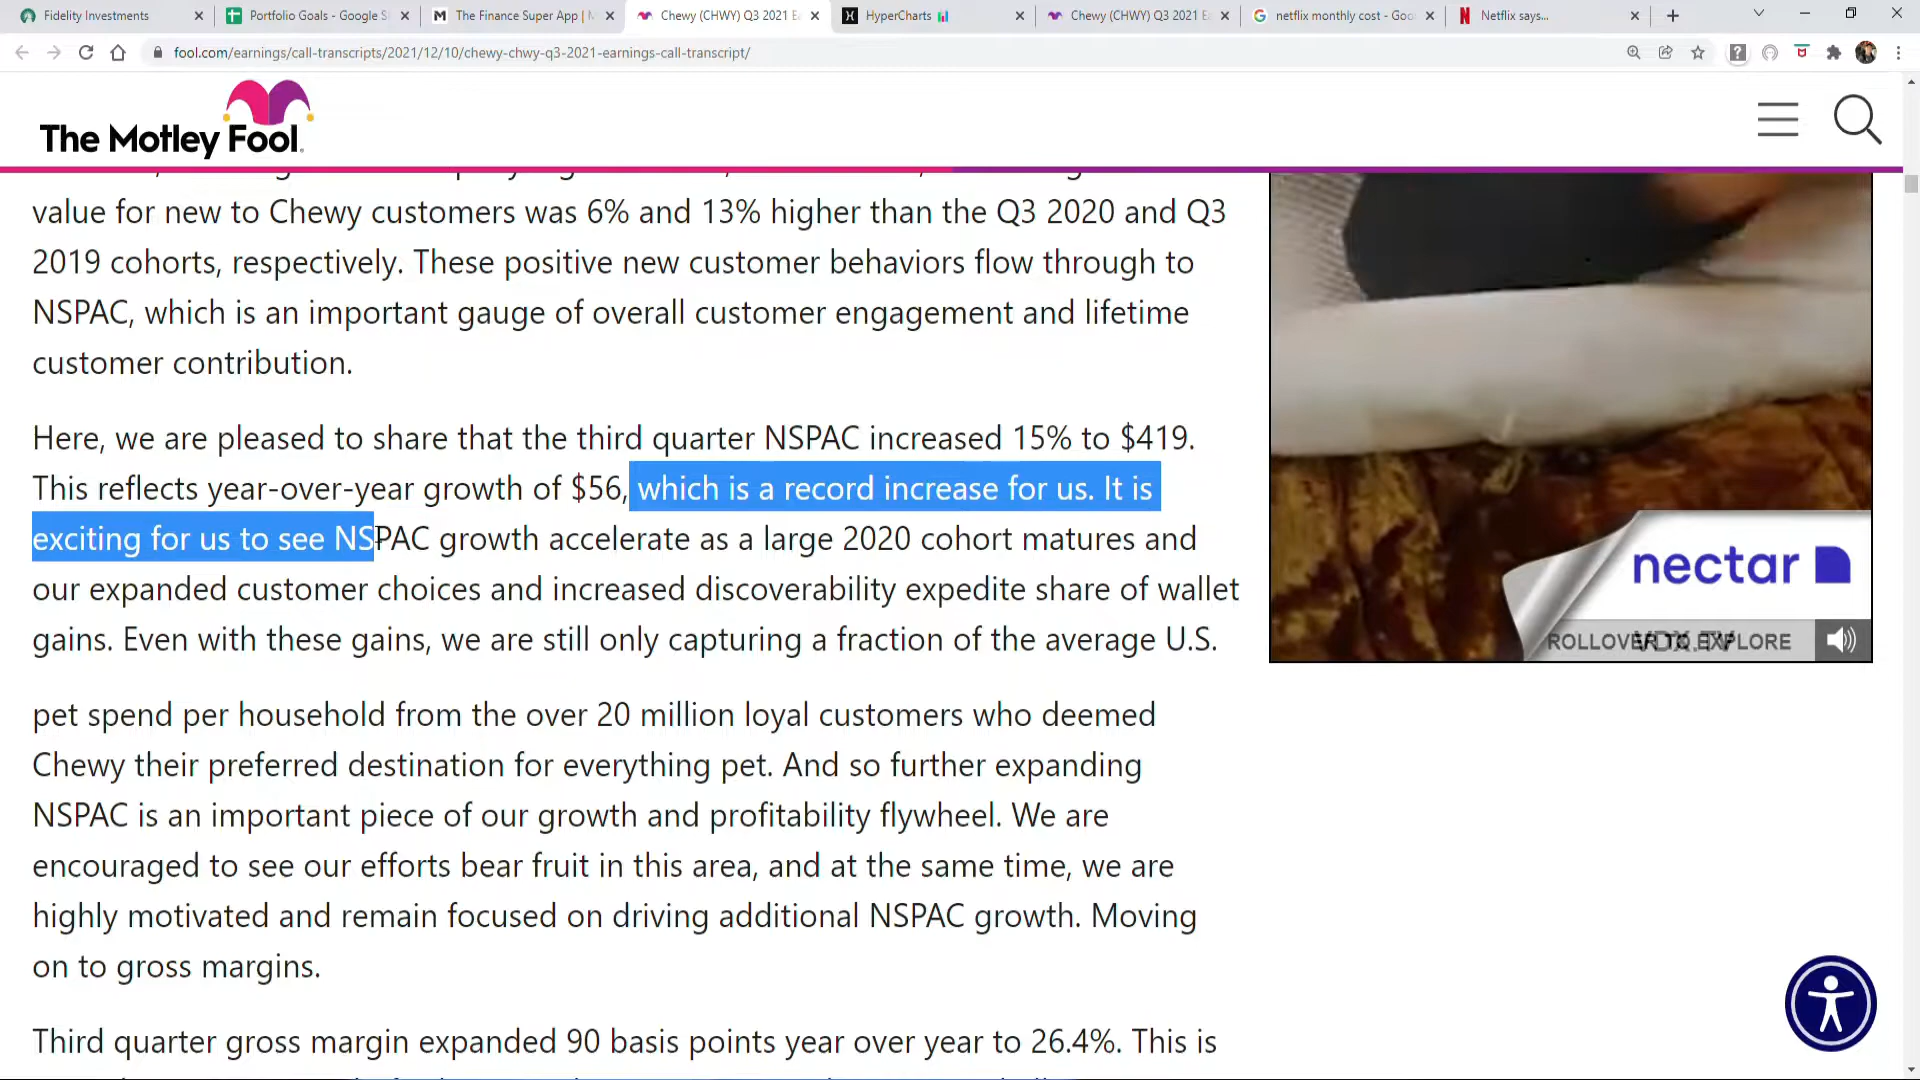 Fidelity Investments
Portfolio Goals - Google S
The Finance Super App |
Chewy (CHWY) Q3 2021 E
HyperCharts
Chewy (CHWY) Q3 2021 E
netflix monthly cost - Goo
Netflix says...
fool.com/earnings/call-transcripts/2021/12/10/chewy-chwy-q3-2021-earnings-call-transcript/
The Motley Fool.
value for new to Chewy customers was 6% and 13% higher than the Q3 2020 and Q3
2019 cohorts, respectively. These positive new customer behaviors flow through to
NSPAC, which is an important gauge of overall customer engagement and lifetime
customer contribution.
Here, we are pleased to share that the third quarter NSPAC increased 15% to $419.
This reflects year-over-year growth of $56, which is a record increase for us. It is
exciting for us to see NSPAC growth accelerate as a large 2020 cohort matures and
our expanded customer choices and increased discoverability expedite share of wallet
gains. Even with these gains, we are still only capturing a fraction of the average U.S.
pet spend per household from the over 20 million loyal customers who deemed
Chewy their preferred destination for everything pet. And so further expanding
NSPAC is an important piece of our growth and profitability flywheel. We are
encouraged to see our efforts bear fruit in this area, and at the same time, we are
highly motivated and remain focused on driving additional NSPAC growth. Moving
on to gross margins.
Third quarter gross margin expanded 90 basis points year over year to 26.4%. This is
nectar
ROLLOVER TO EXPLORE
VDX.TV